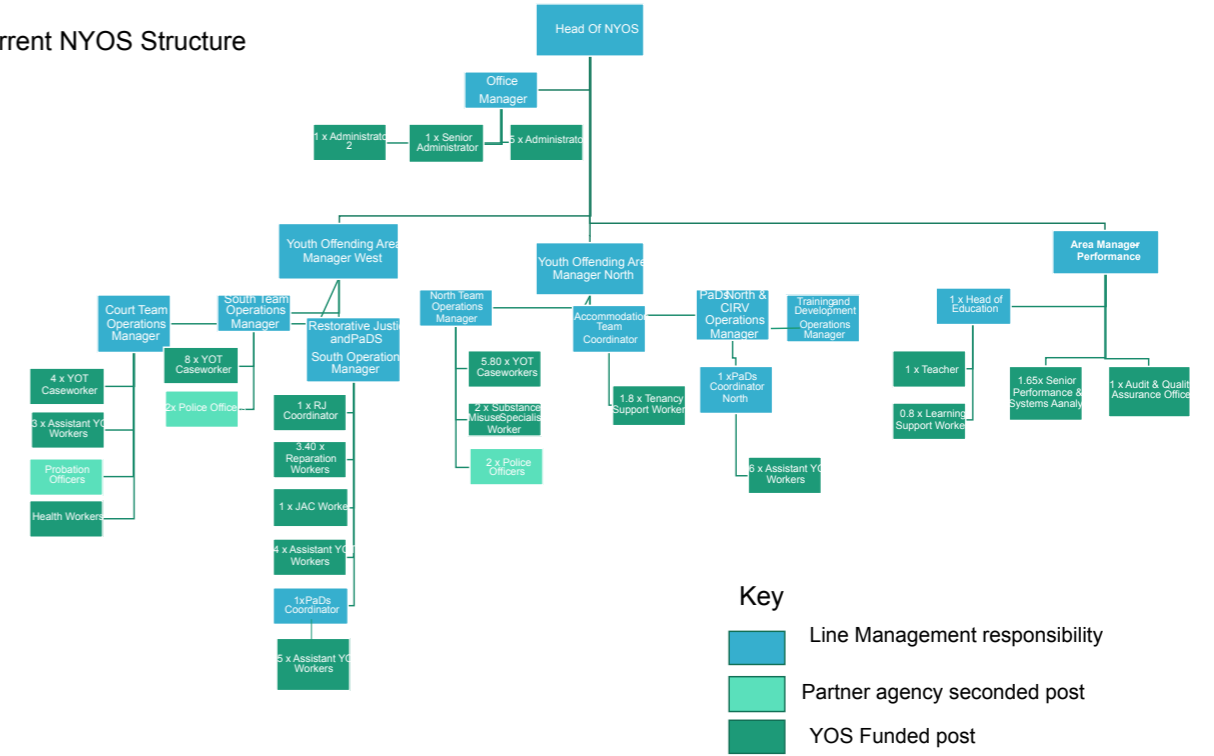 rrent NYOS Structure
Head Of NYOS
Office
Manager
1 x Administrato
2
1 x Senior
Administrator
5 x Administrato
Youth Offending Area
Manager West
Youth Offending Are
Manager North
Area Manager-
Performance
Court Team
Operations
Manager
South Team
Operations
Manager
Restorative Justic
andPaDS
South Operation
Manager
North Team
Operations
Manager
Accommodation
Team
Coordinator
PaDsNorth &
CIRV
Operations
Manager
Trainingand
Development
Operations
Manager
1 x Head of
Education
4 x YOT
Caseworker
3 x Assistant YO
Workers
Probation
Officers
Health Workers
8 x YOT
Caseworker
2x Police Office
1 x RJ
Coordinator
3.40 x
Reparation
Workers
1 x JAC Worke
4 x Assistant YOT
Workers
1xPaDs
Coordinator
5 x Assistant YO
Workers
5.80 x YOT
Caseworkers
2 x Substance
MisuseSpecialis
Worker
2 x Police
Officers
1.8 x Tenancy
Support Worker
1 xPaDs
Coordinator
North
6 x Assistant YO
Workers
1 x Teacher
0.8 x Learning
Support Worke
1.65x Senior
Performance &
Systems Aanaly
1 x Audit & Qualit
Assurance Office
Key
Line Management responsibility
Partner agency seconded post
YOS Funded post